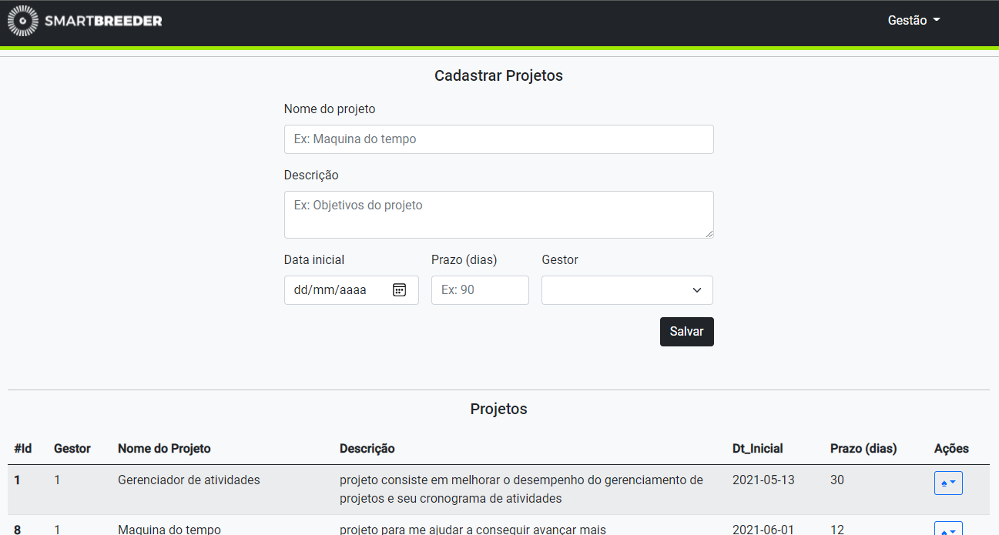 SMARTBREEDER
Gestão
Cadastrar Projetos
Nome do projeto
Ex: Maquina do tempo
Descrição
Ex: Objetivos do projeto
Data inicial Prazo (dias) Gestor
dd/mm/aaaa Ex: 90
Salvar
Projetos
#Id Gestor Nome do Projeto Descrição Dt_Inicial Prazo (dias) Ações
1 1 Gerenciador de atividades projeto consiste em melhorar o desempenho do gerenciamento de 2021-05-13 30
projetos e seu cronograma de atividades
8 1 Maquina do tempo projeto para me ajudar a conseguir avançar mais 2021-06-01 12